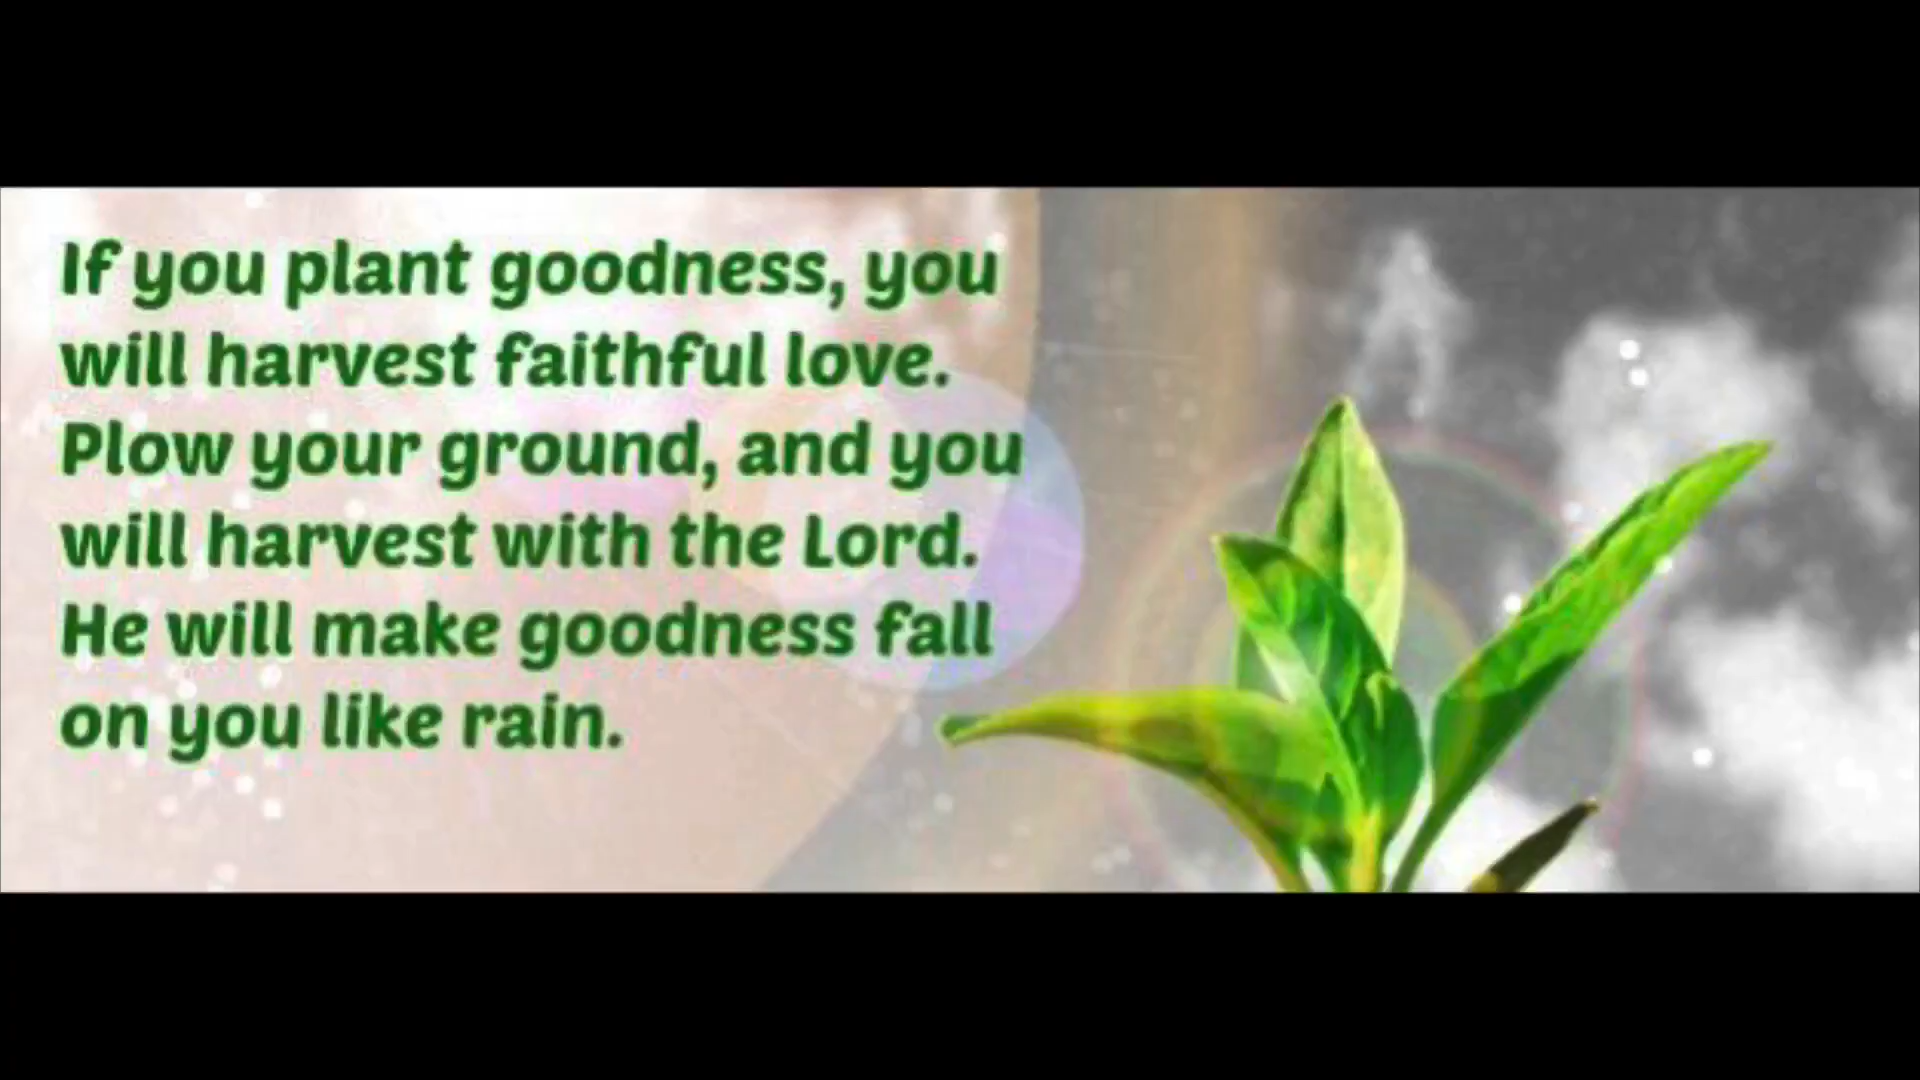 If you plant goodness, you
will harvest faithful love.
Plow your ground, and you
will harvest with the Lord.
He will make goodness fall
on you like rain.